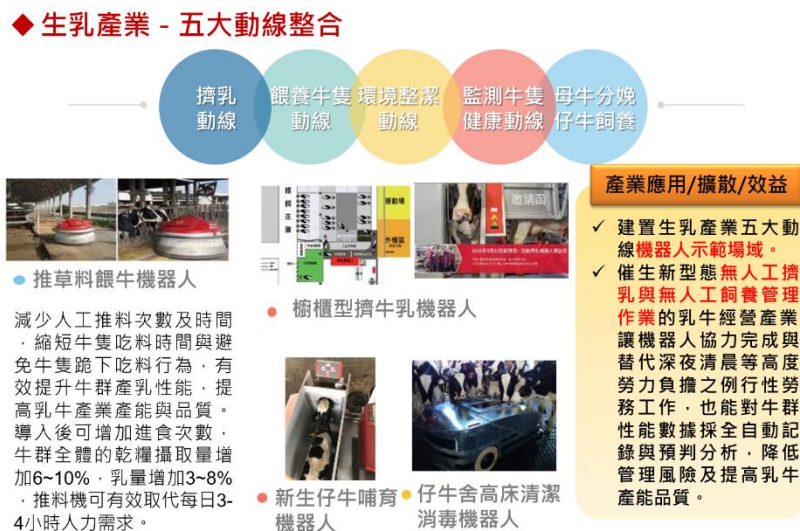 ◆ 生乳產業 - 五大動線整合
擠乳
動線
餵養牛隻
動線
環境整潔
動線
監測牛隻
健康動線
母牛分娩
仔牛飼養
推草料餵牛機器人
減少人工推料次數及時間
，縮短牛隻吃料時間與避
免牛隻跪下吃料行為，有
效提升牛群產乳性能，提
高乳牛產業產能與品質。
導入後可增加進食次數，
牛群全體的乾糧攝取量增
加6~10%，乳量增加3~8%
，推料機可有效取代每日3-
4小時人力需求。
運動場
邀請函
櫥櫃型擠牛乳機器人
新生仔牛哺育
機器人
仔牛舍高床清潔
消毒機器人
產業應用/擴散/效益
✓ 建置生乳產業五大動
線機器人示範場域。
✓ 催生新型態無人工擠
乳與無人工飼養管理
作業的乳牛經營產業
讓機器人協力完成與
替代深夜清晨等高度
勞力負擔之例行性勞
務工作，也能對牛群
性能數據採全自動記
錄與預判分析，降低
管理風險及提高乳牛
產能品質。